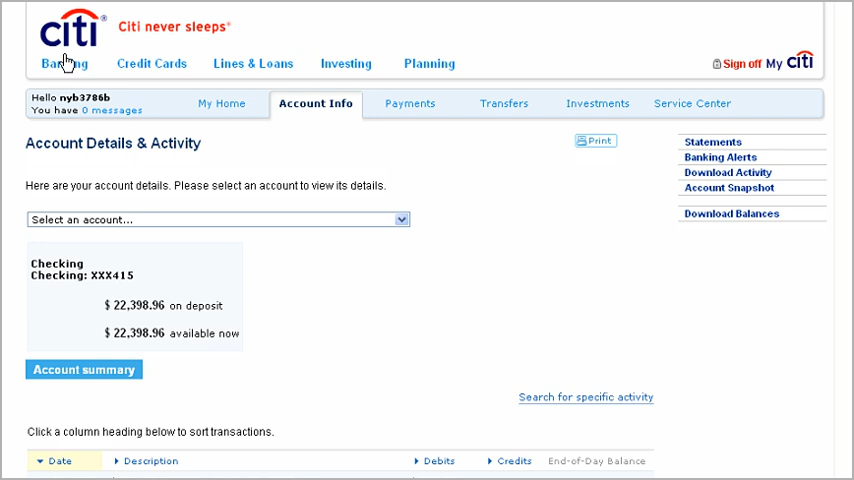 citi® Citi never sleeps®
Banking Credit Cards Lines & Loans Investing Planning
Sign off My citi
Hello nyb3786b
You have 0 messages
My Home Account Info Payments Transfers Investments Service Center
Account Details & Activity
Print
Statements
Banking Alerts
Download Activity
Account Snapshot
Download Balances
Here are your account details. Please select an account to view its details.
Select an account...
Checking
Checking: XXX415
$ 22,398.96 on deposit
$ 22,398.96 available now
Account summary
Search for specific activity
Click a column heading below to sort transactions.
Date Description Debits Credits End-of-Day Balance